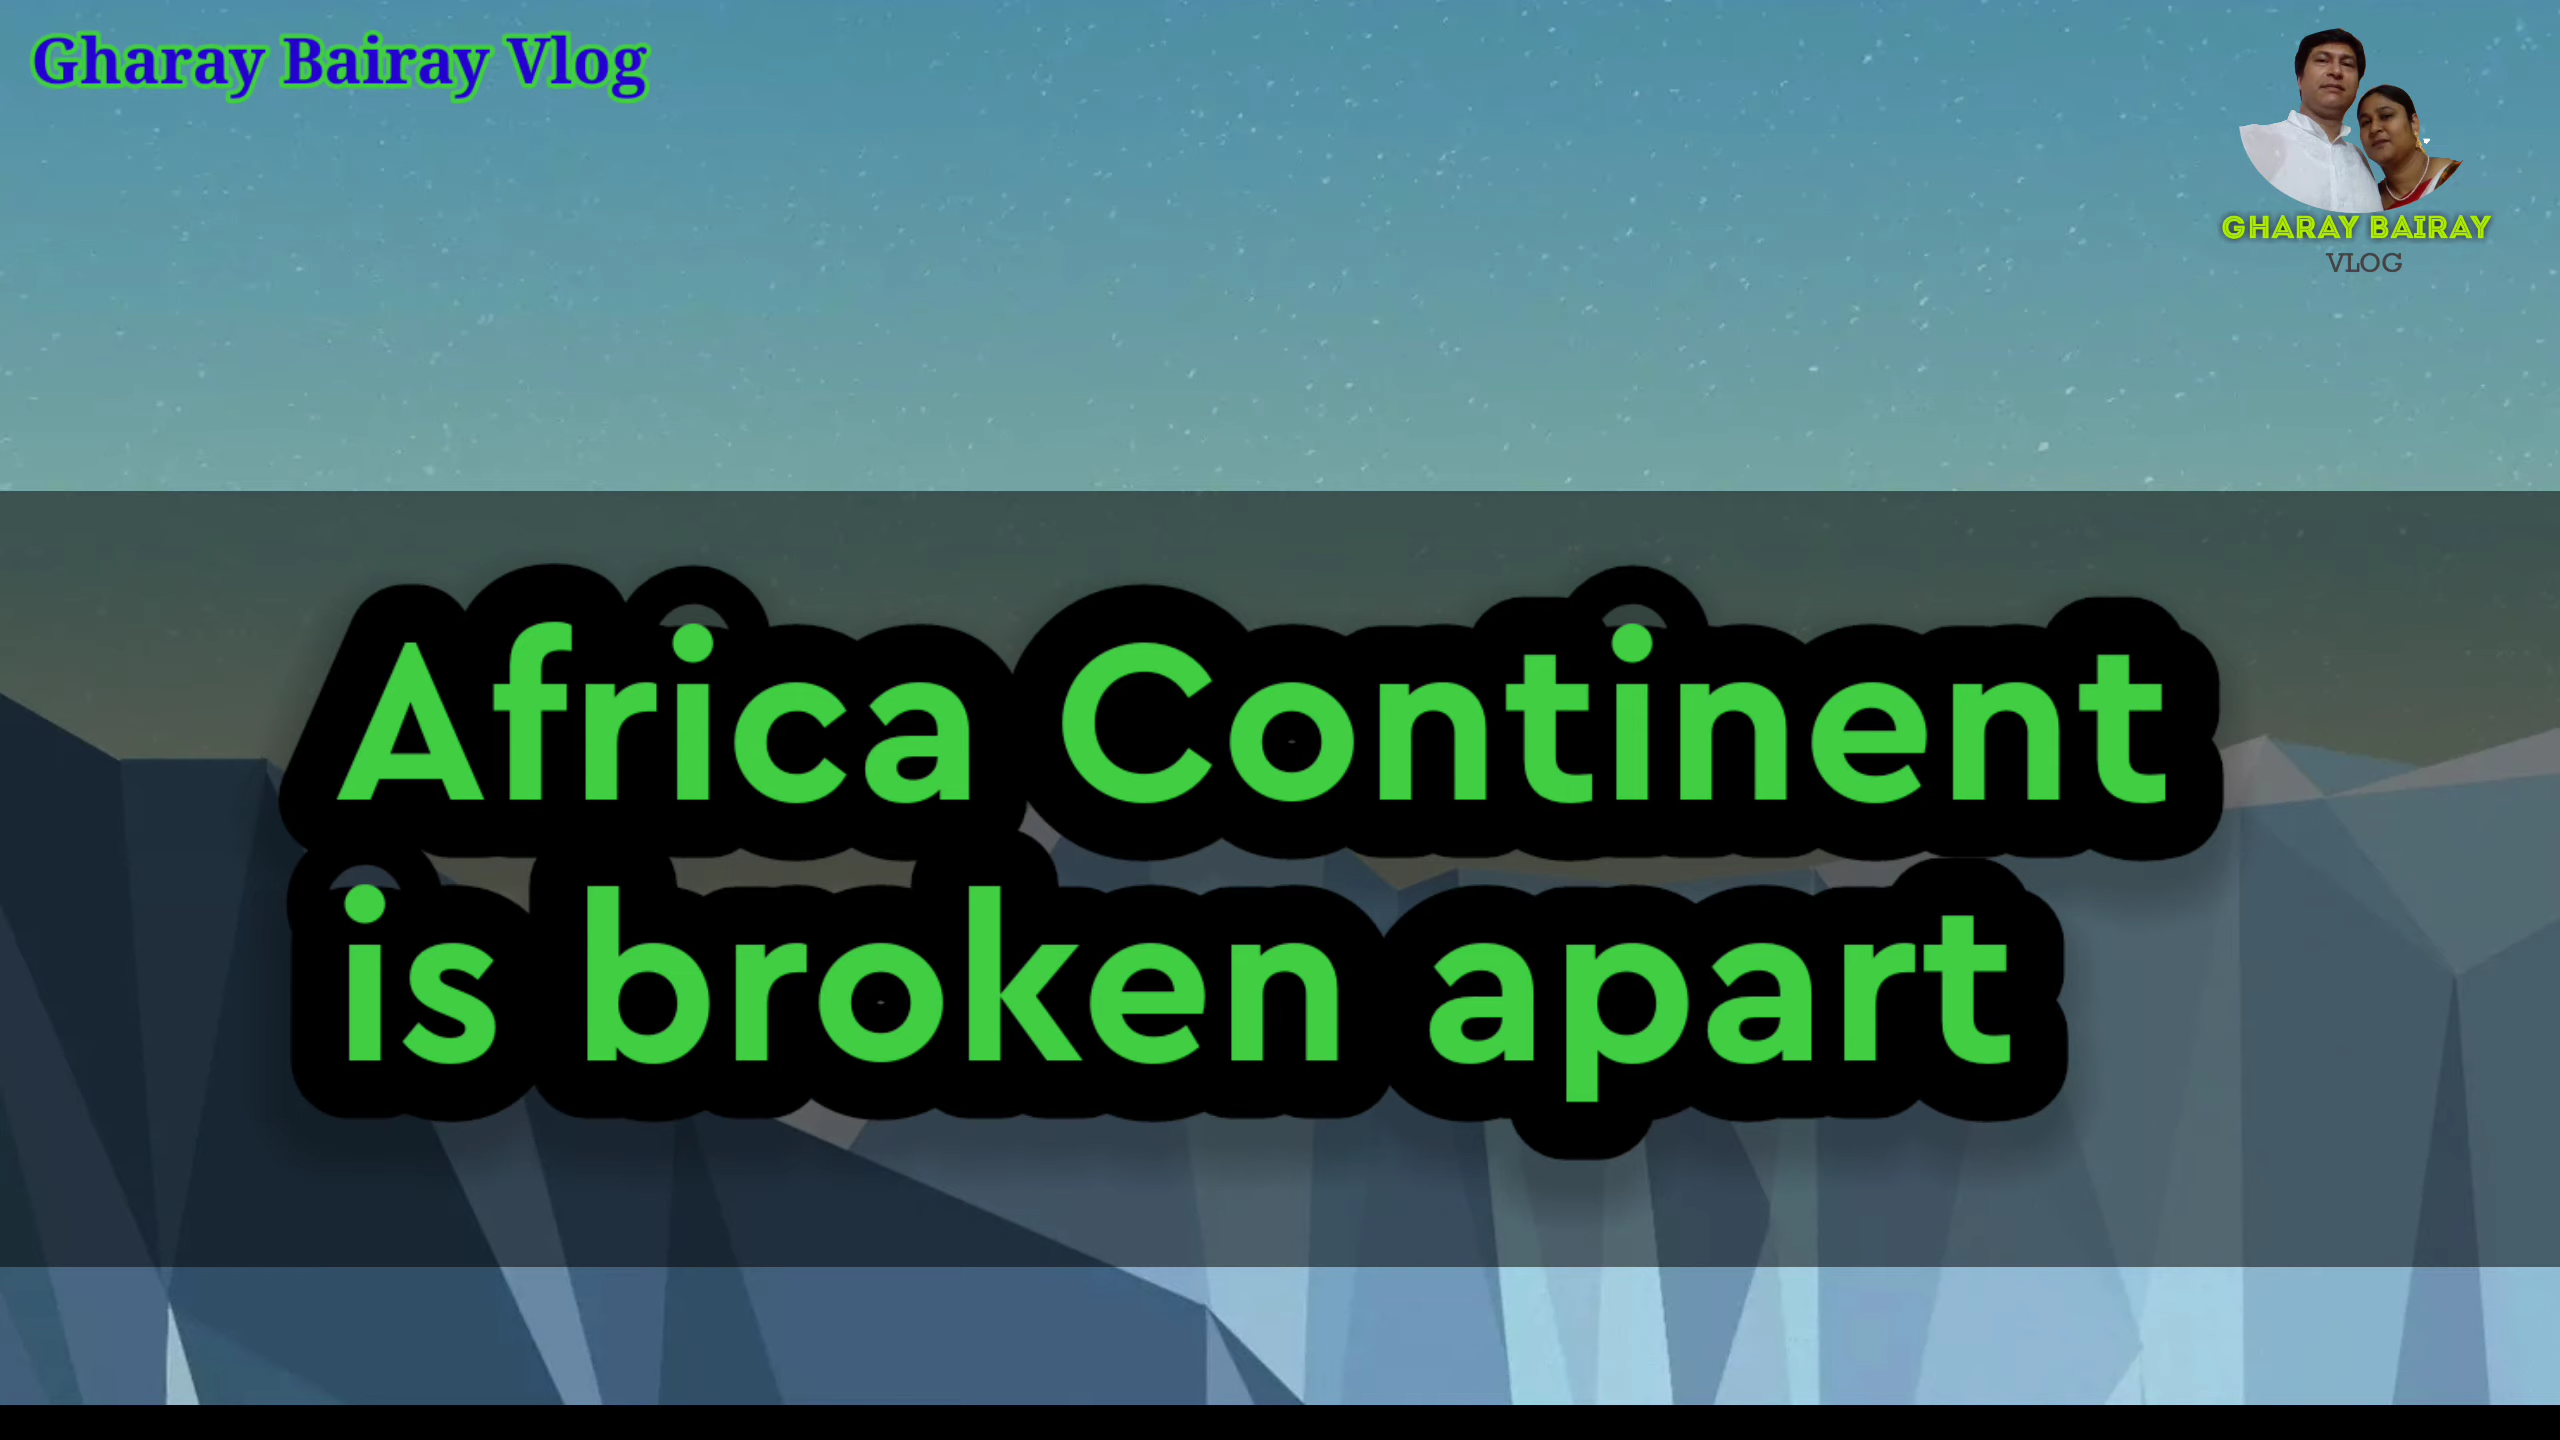 Gharay Bairay Vlog
GHARAY BAIRAY
VLOG
Africa Continent
is broken apart